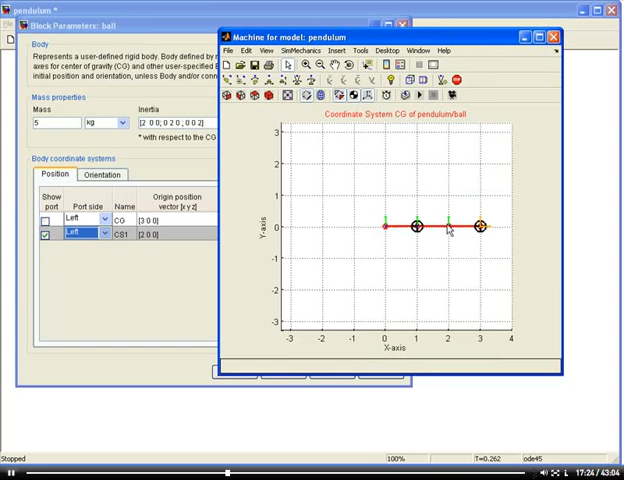 pendulum *
Block Parameters: ball
Body
Represents a user-defined rigid body. Body defined by m
axes for center of gravity (CG) and other user-specified B
initial position and orientation, unless Body and/or connec
Mass properties
Mass
Inertia
5
kg
[2 0 0;0 2 0 ;0 0 2]
* with respect to the CG
Body coordinate systems
Position
Orientation
Show port
Port side
Name
Origin position vector [x y z]
Left
CG
[3 0 0]
Left
CS1
[2 0 0]
Machine for model: pendulum
File Edit View SimMechanics Insert Tools Desktop Window Help
Coordinate System CG of pendulum/ball
3
2
1
0
-1
-2
-3
Y-axis
-3 -2 -1 0 1 2 3 4
X-axis
Stopped
100%
T=0.262
ode45
17:24 / 43:04